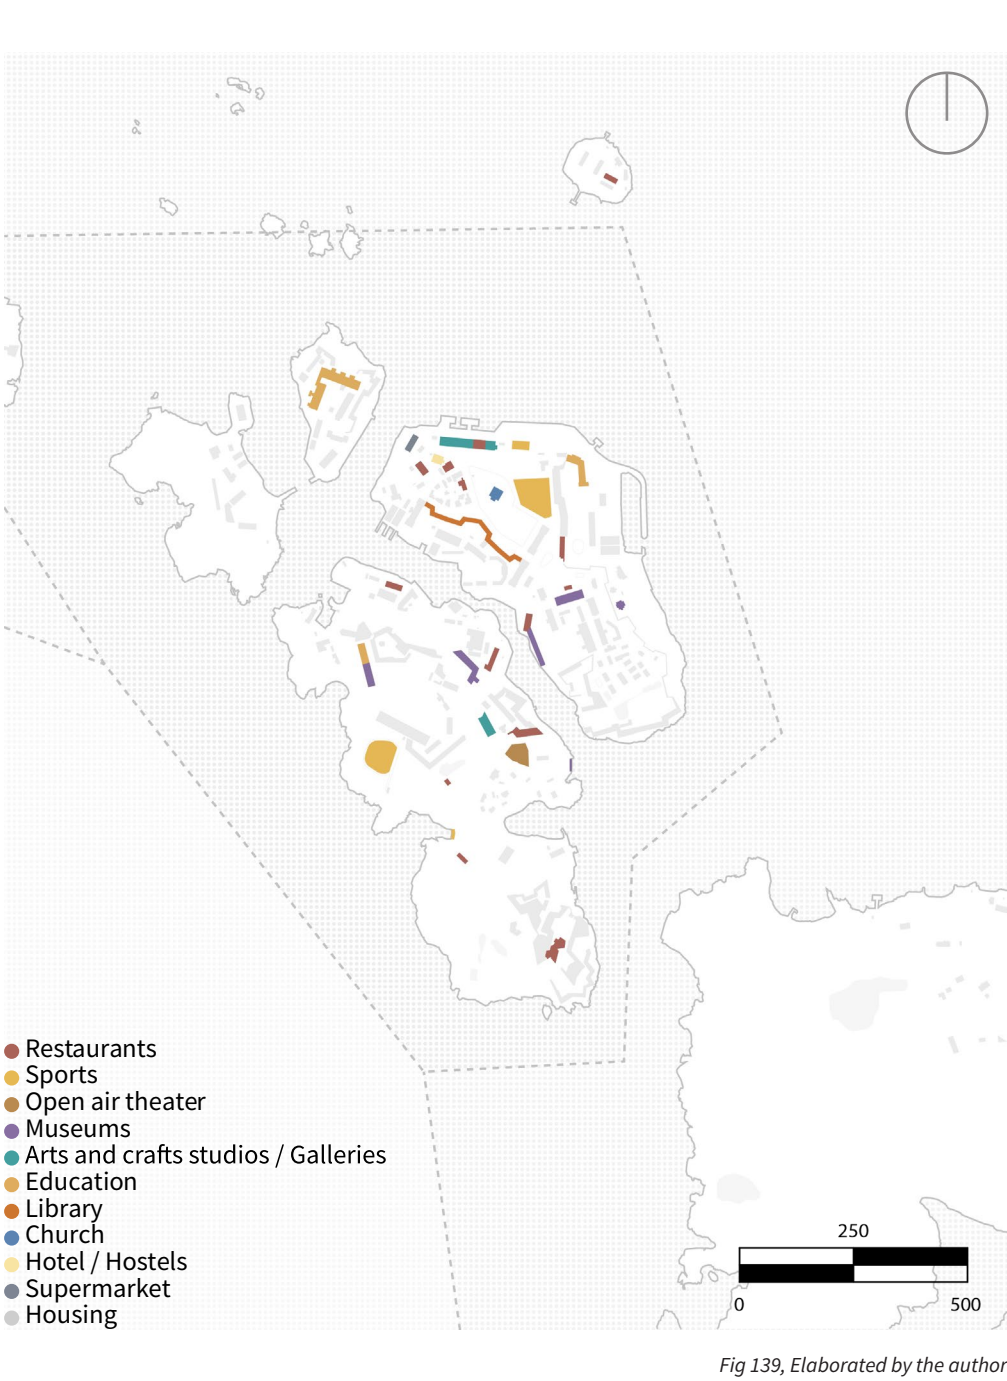 Restaurants
Sports
Open air theater
Museums
Arts and crafts studios / Galleries
Education
Library
Church
Hotel / Hostels
Supermarket
Housing
250
0 500
Fig 139, Elaborated by the author